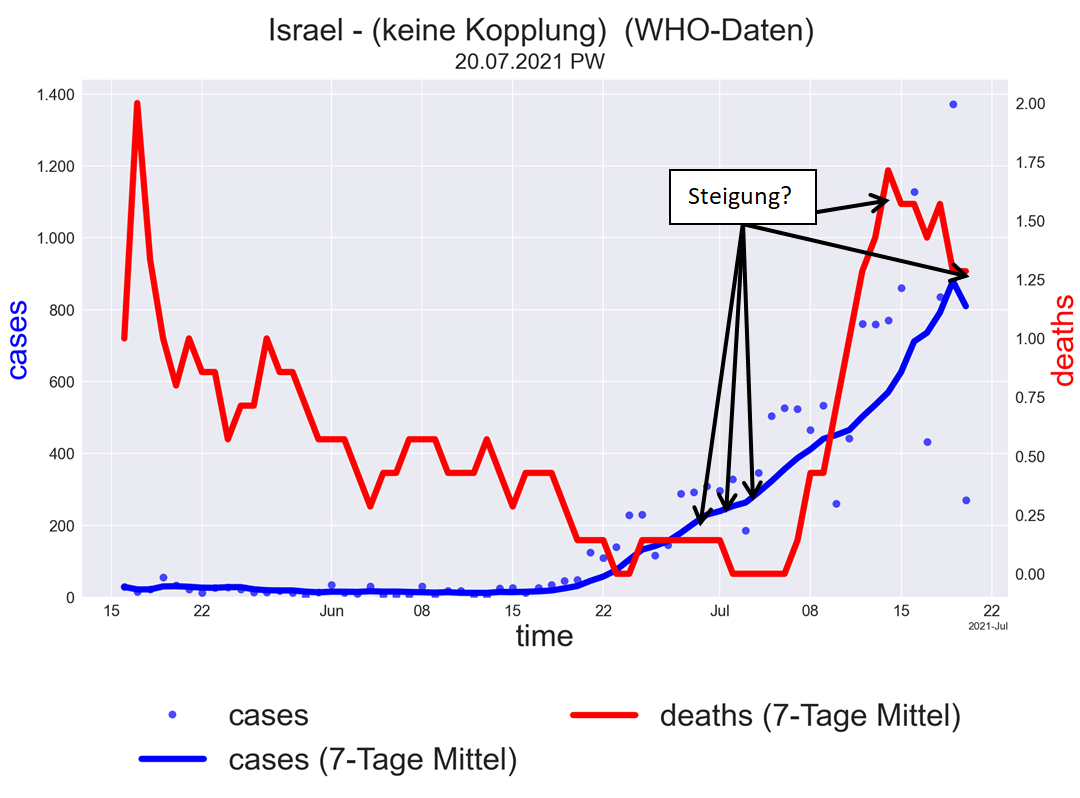 Israel - (keine Kopplung)  (WHO-Daten)
20.07.2021 PW
1.400
1.200
1.000
800
600
400
200
0
cases
2.00
1.75
1.50
1.25
1.00
0.75
0.50
0.25
0.00
deaths
Steigung?
15 22 Jun 08 15 22 Jul 08 15 22
2021-Jul
time
cases
deaths (7-Tage Mittel)
cases (7-Tage Mittel)